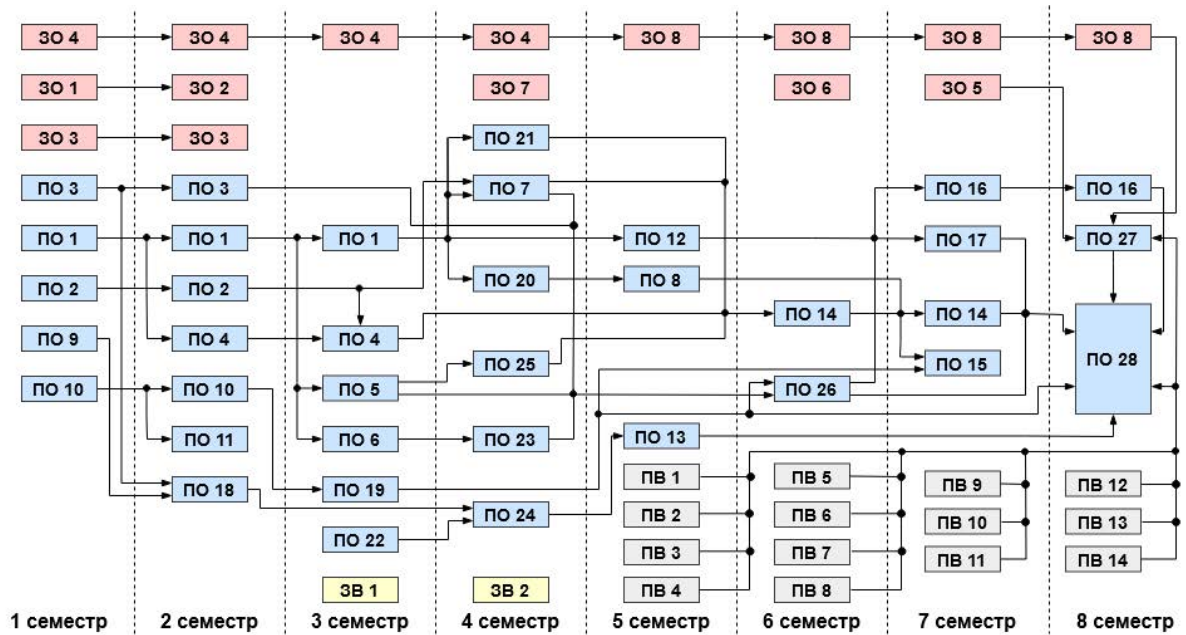 ЗО 4 ЗО 4 ЗО 4 ЗО 4 ЗО 8 ЗО 8 ЗО 8 ЗО 8
ЗО 1 ЗО 2 ЗО 7 ЗО 6 ЗО 5
ЗО 3 ЗО 3 ПО 21
ПО 3 ПО 3 ПО 7 ПО 16 ПО 16
ПО 1 ПО 1 ПО 1 ПО 12 ПО 17 ПО 27
ПО 2 ПО 2 ПО 20 ПО 8
ПО 9 ПО 4 ПО 4 ПО 14 ПО 14
ПО 25 ПО 15 ПО 28
ПО 10 ПО 10 ПО 5 ПО 26
ПО 11 ПО 6 ПО 23 ПО 13
ПВ 1 ПВ 5 ПВ 9 ПВ 12
ПО 18 ПО 19
ПО 24 ПВ 2 ПВ 6 ПВ 10 ПВ 13
ПО 22 ПВ 3 ПВ 7 ПВ 11 ПВ 14
ЗВ 1 ЗВ 2 ПВ 4 ПВ 8
1 семестр 2 семестр 3 семестр 4 семестр 5 семестр 6 семестр 7 семестр 8 семестр